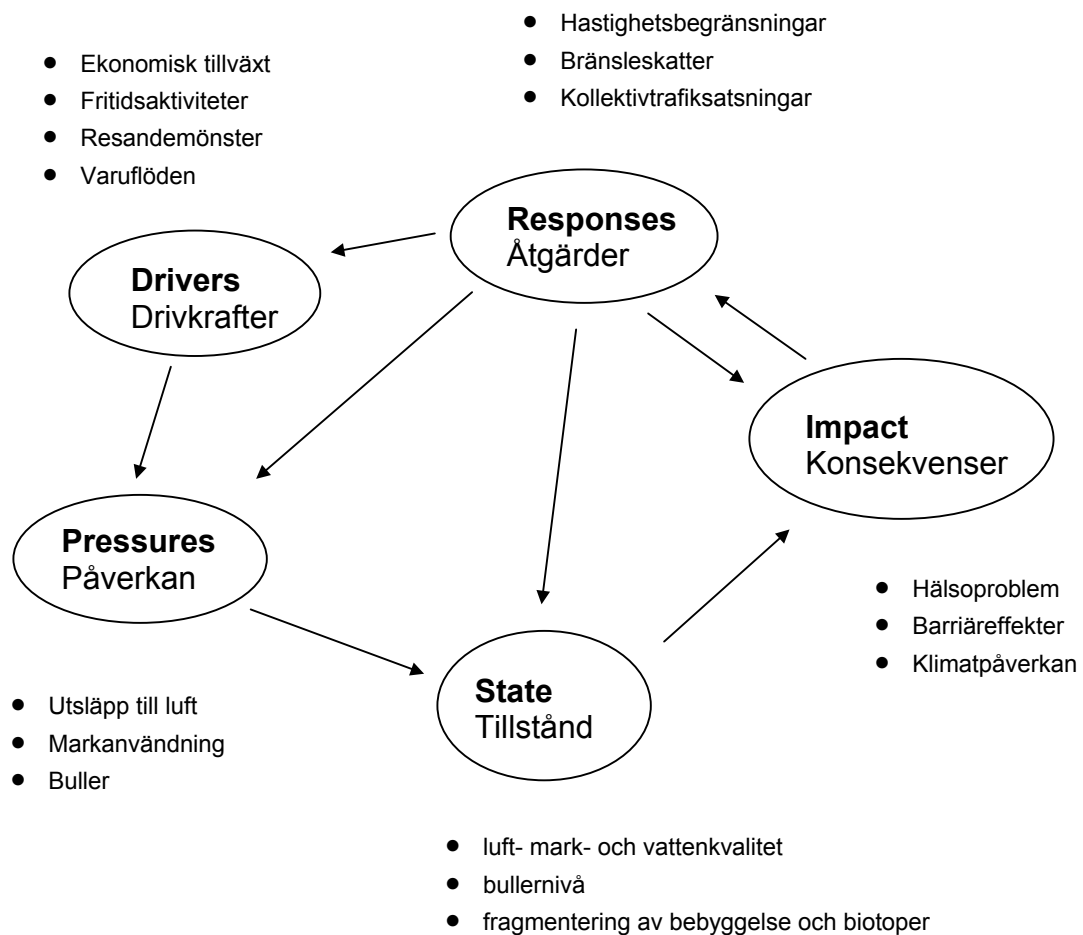 Hastighetsbegränsningar
Bränsleskatter
Kollektivtrafiksatsningar
Ekonomisk tillväxt
Fritidsaktiviteter
Resandemönster
Varuflöden
Responses
Åtgärder
Drivers
Drivkrafter
Impact
Konsekvenser
Pressures
Påverkan
Hälsoproblem
Barriäreffekter
Klimatpåverkan
State
Tillstånd
Utsläpp till luft
Markanvändning
Buller
luft- mark- och vattenkvalitet
bullernivå
fragmentering av bebyggelse och biotoper